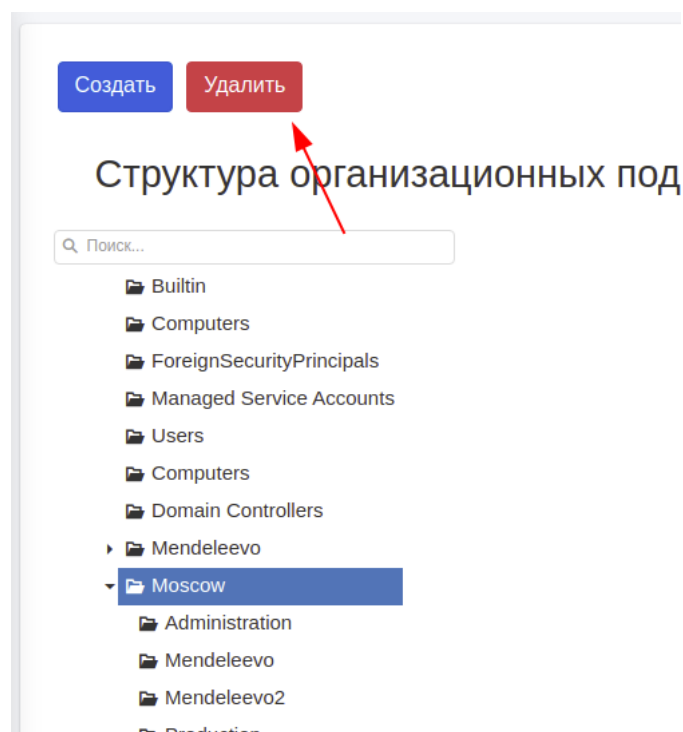 Создать Удалить
Структура организационных под
Поиск...
Builtin
Computers
ForeignSecurityPrincipals
Managed Service Accounts
Users
Computers
Domain Controllers
Mendeleevo
Moscow
Administration
Mendeleevo
Mendeleevo2
Production